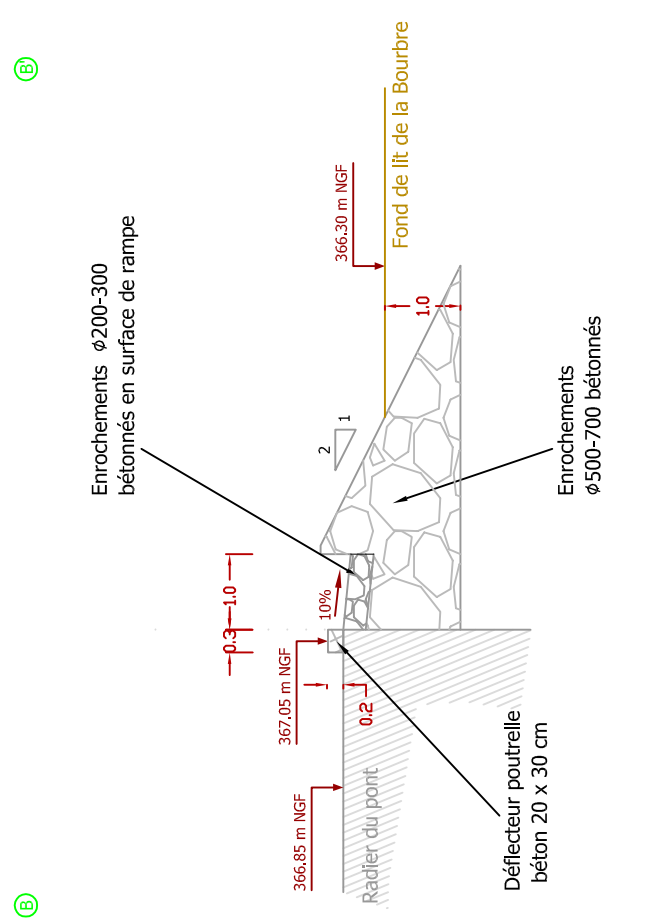 B
B'
Enrochements ϕ200-300
bétonnés en surface de rampe
0.3
1.0
10%
2
1
367.05 m NGF
366.85 m NGF
366.30 m NGF
0.2
1.0
Fond de lit de la Bourbre
Radier du pont
Déflecteur poutrelle
béton 20 x 30 cm
Enrochements
ϕ500-700 bétonnés